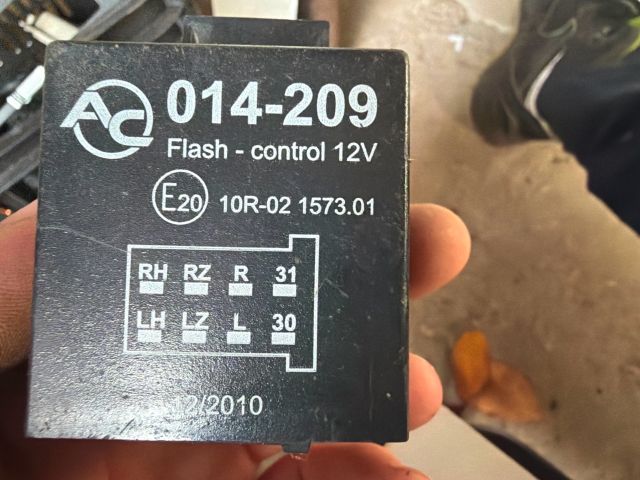 AC 014-209
Flash - control 12V
E20 10R-02 1573.01
RH RZ R 31
LH LZ L 30
12/2010